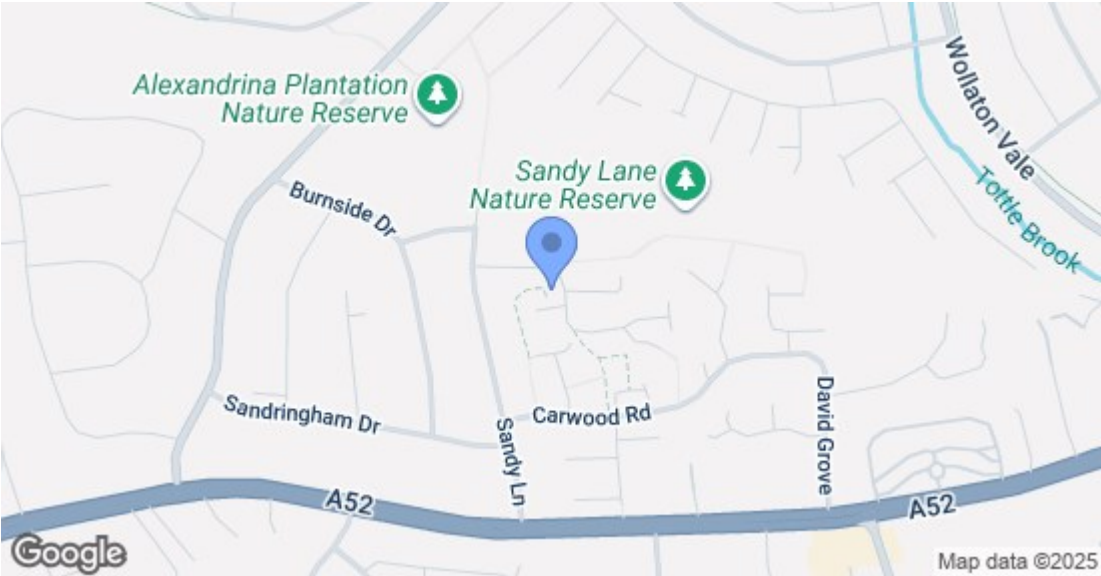 Alexandrina Plantation
Nature Reserve
Wollaton Vale
Sandy Lane
Nature Reserve
Burnside Dr
Tottle Brook
Sandringham Dr
Carwood Rd
David Grove
Sandy Ln
A52
A52
Google
Map data ©2025